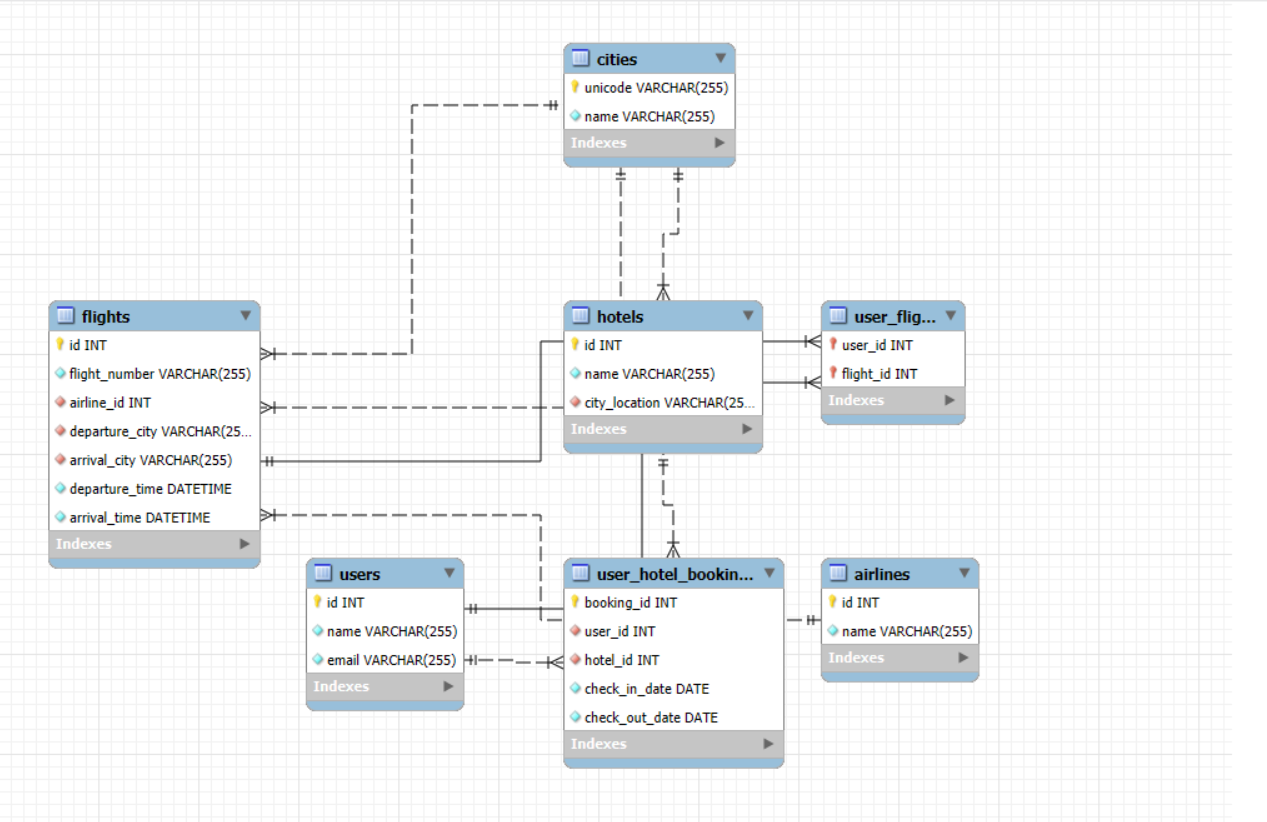 cities
unicode VARCHAR(255)
name VARCHAR(255)
Indexes
flights
id INT
flight_number VARCHAR(255)
airline_id INT
departure_city VARCHAR(25...
arrival_city VARCHAR(255)
departure_time DATETIME
arrival_time DATETIME
Indexes
hotels
id INT
name VARCHAR(255)
city_location VARCHAR(25...
Indexes
user_flig...
user_id INT
flight_id INT
Indexes
users
id INT
name VARCHAR(255)
email VARCHAR(255)
Indexes
user_hotel_bookin...
booking_id INT
user_id INT
hotel_id INT
check_in_date DATE
check_out_date DATE
Indexes
airlines
id INT
name VARCHAR(255)
Indexes